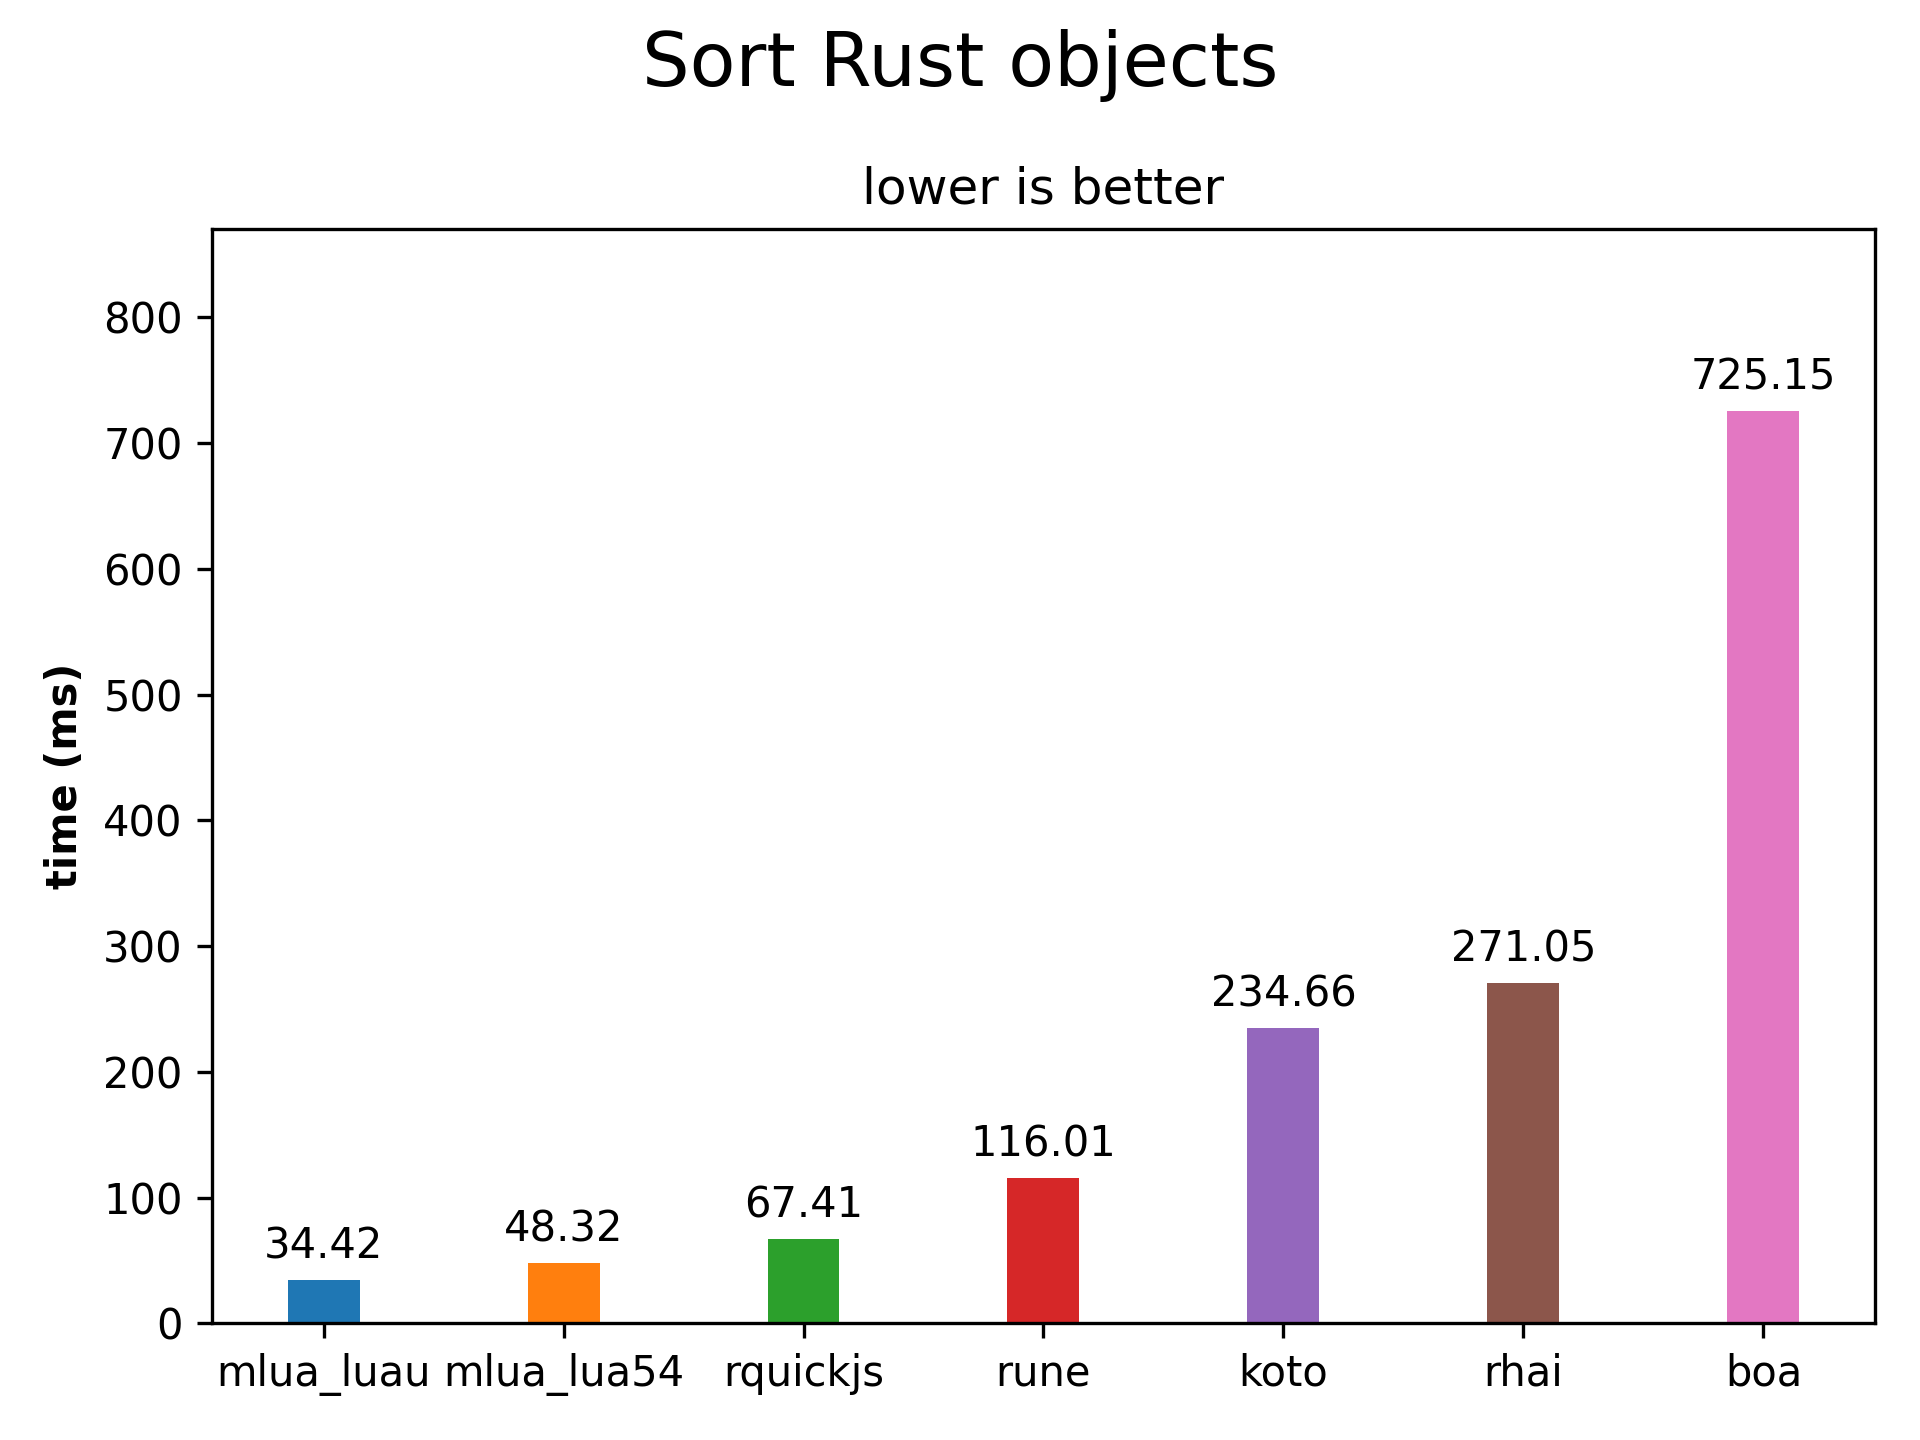 Sort Rust objects
lower is better
time (ms)
800
700
600
500
400
300
200
100
0
34.42
48.32
67.41
116.01
234.66
271.05
725.15
mlua_luau
mlua_lua54
rquickjs
rune
koto
rhai
boa